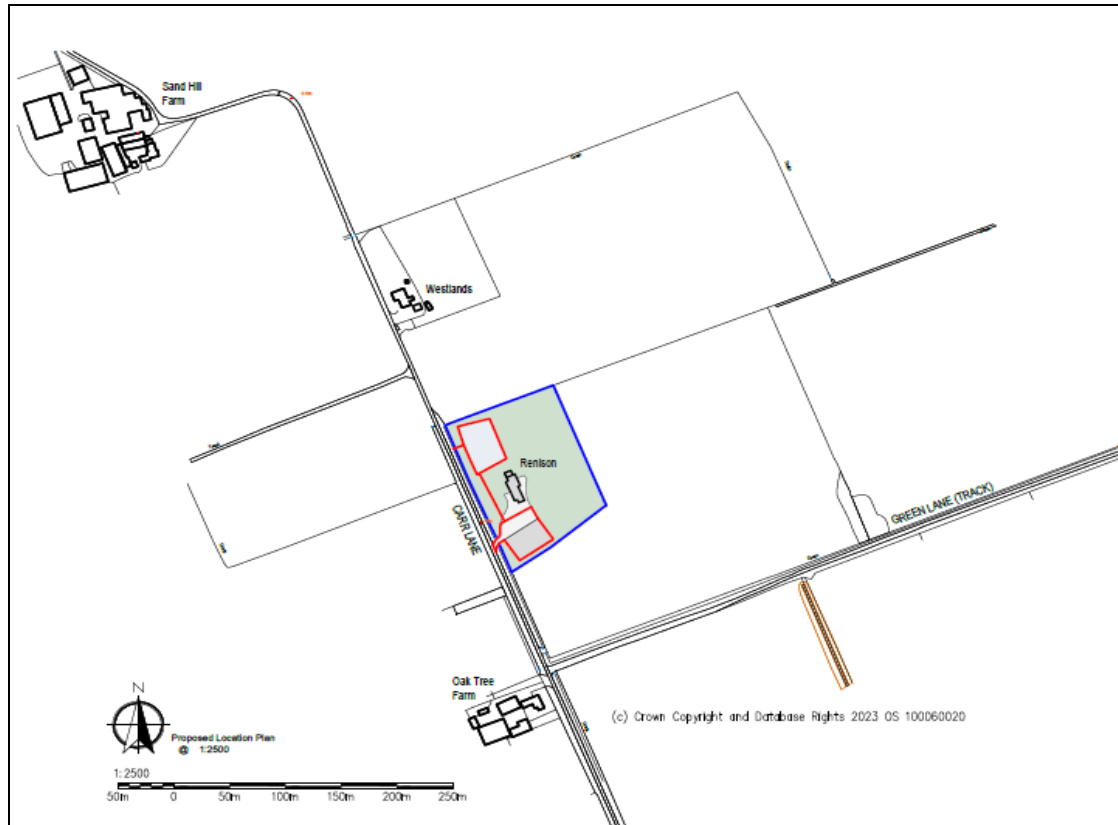 Sand Hill
Farm
Westlands
Renison
CARR LANE
GREEN LANE (TRACK)
Oak Tree
Farm
(c) Crown Copyright and Database Rights 2023 OS 100060020
N
Proposed Location Plan
@ 1:2500
1:2500
50m 0 50m 100m 150m 200m 250m